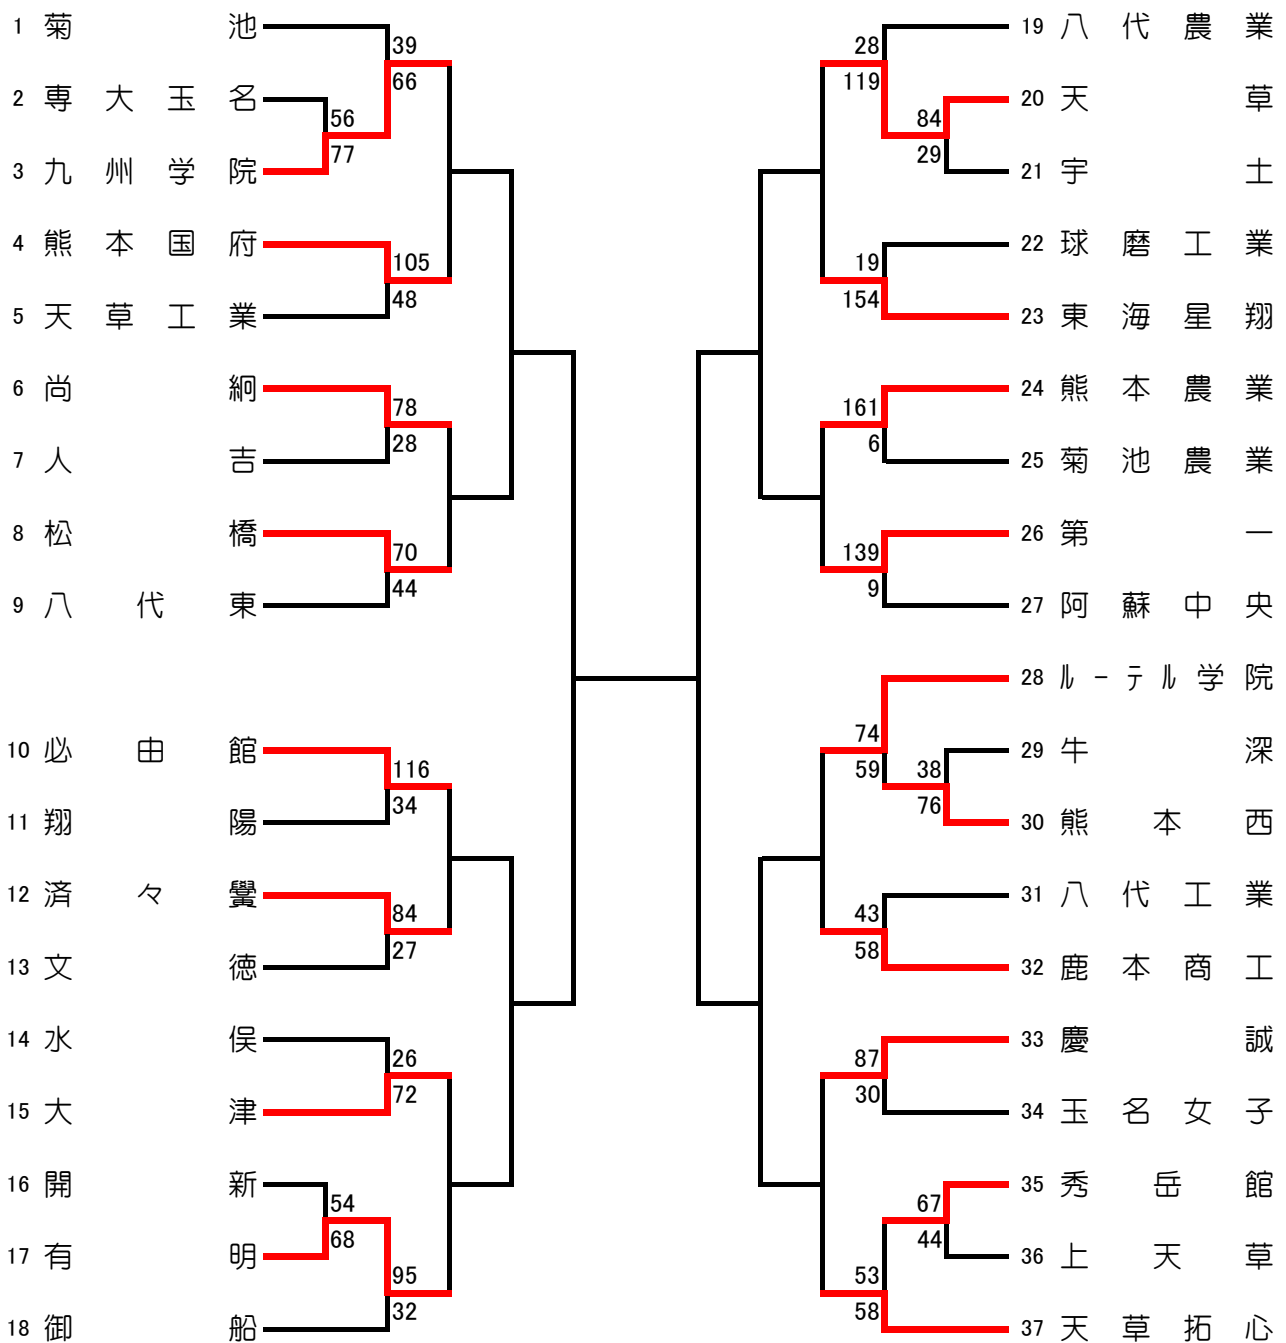 1 菊池
39
66
2 専大玉名
56
77
3 九州学院
4 熊本国府
105
48
5 天草工業
6 尚絅
78
28
7 人吉
8 松橋
70
44
9 八代東
10 必由館
116
34
11 翔陽
12 済々黌
84
27
13 文徳
14 水俣
26
72
15 大津
16 開新
54
68
17 有明
95
32
18 御船
19 八代農業
28
119
20 天草
84
29
21 宇土
22 球磨工業
19
154
23 東海星翔
24 熊本農業
161
6
25 菊池農業
26 第一
139
9
27 阿蘇中央
28 ルーテル学院
74
59
29 牛深
38
76
30 熊本西
31 八代工業
43
58
32 鹿本商工
33 慶誠
87
30
34 玉名女子
35 秀岳館
67
44
36 上天草
53
58
37 天草拓心